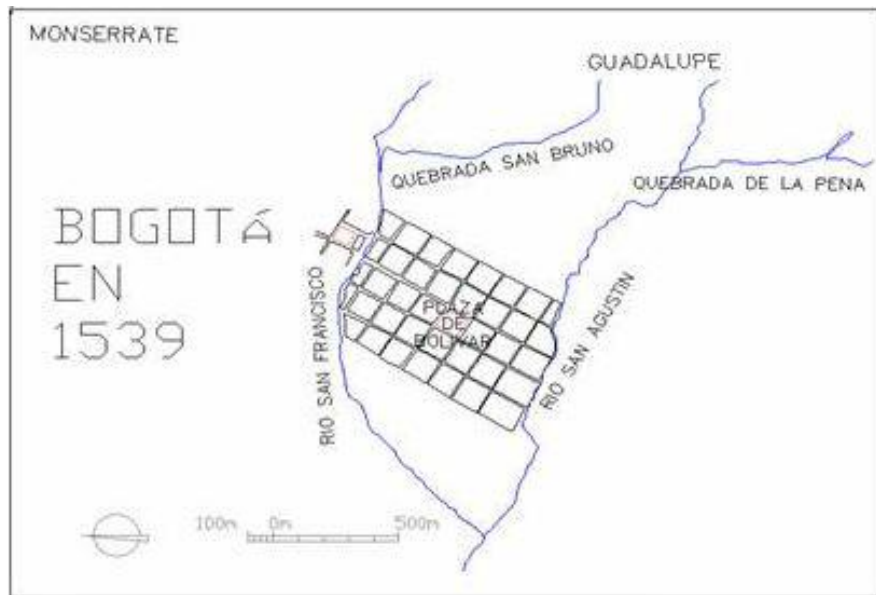 MONSERRATE
GUADALUPE
QUEBRADA SAN BRUNO
QUEBRADA DE LA PENA
BOGOTÁ
EN
1539
RIO SAN FRANCISCO
PLAZA
DE
BOLIVAR
RIO SAN AGUSTIN
100m 0m 500m